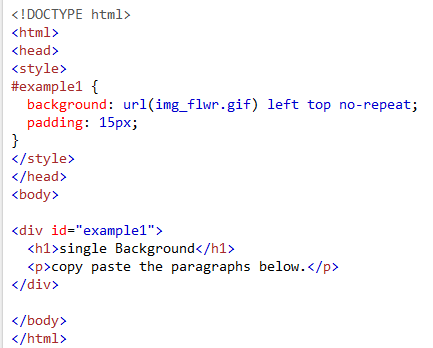 <!DOCTYPE html>
<html>
<head>
<style>
#example1 {
  background: url(img_flwr.gif) left top no-repeat;
  padding: 15px;
}
</style>
</head>
<body>

<div id="example1">
  <h1>single Background</h1>
  <p>copy paste the paragraphs below.</p>
</div>

</body>
</html>